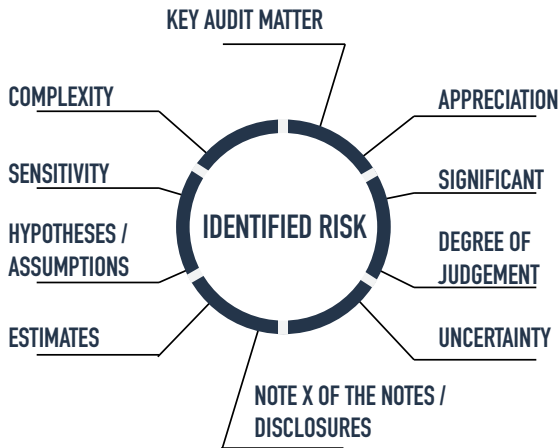 KEY AUDIT MATTER
COMPLEXITY
APPRECIATION
SENSITIVITY
SIGNIFICANT
IDENTIFIED RISK
HYPOTHESES /
ASSUMPTIONS
DEGREE OF
JUDGEMENT
ESTIMATES
UNCERTAINTY
NOTE X OF THE NOTES /
DISCLOSURES